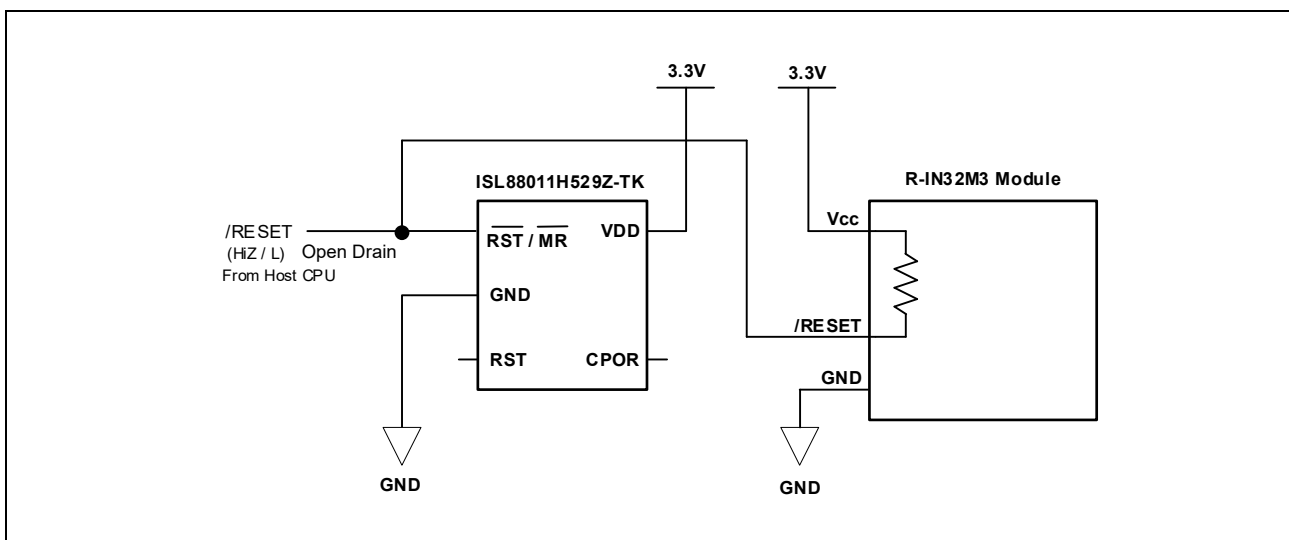 3.3V
3.3V
ISL88011H529Z-TK
R-IN32M3 Module
/RESET
(HiZ / L)
Open Drain
From Host CPU
RST / MR
VDD
GND
RST
CPOR
GND
Vcc
/RESET
GND
GND